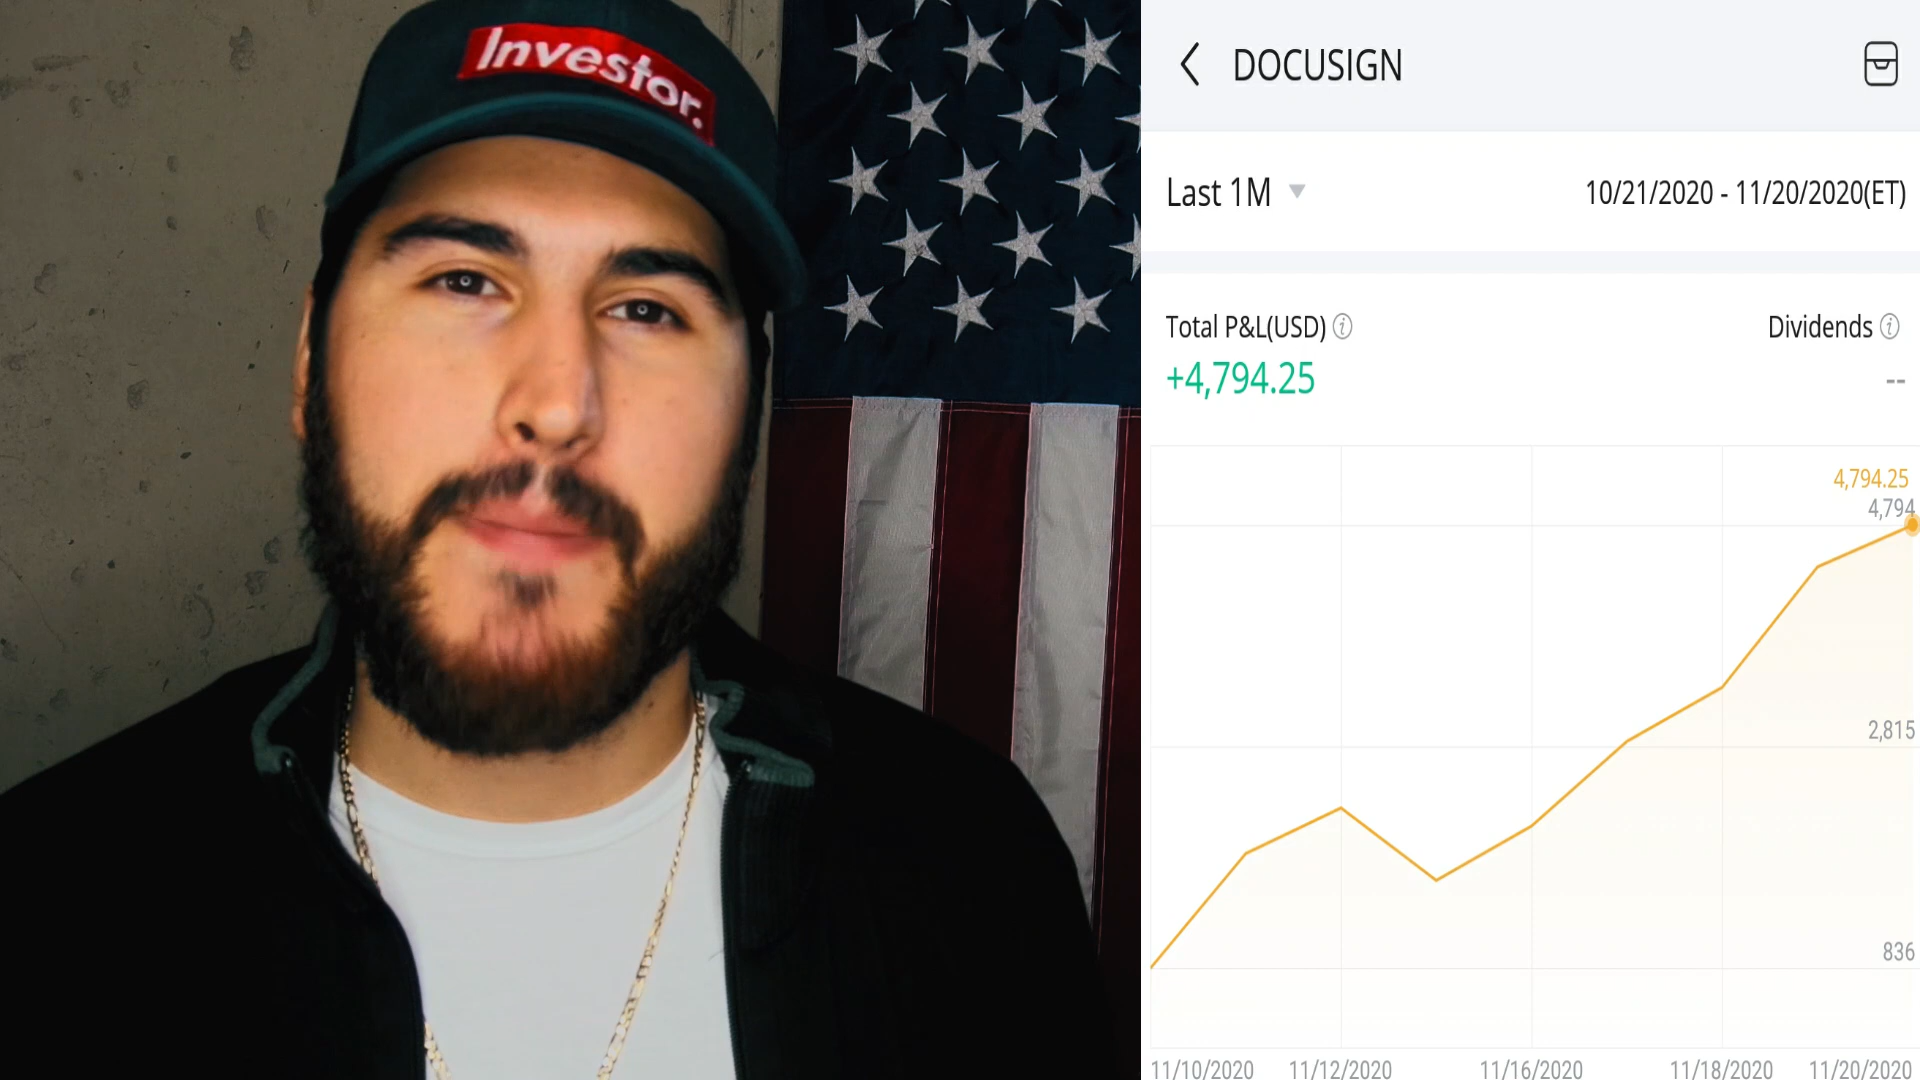 Investor.
DOCUSIGN
Last 1M
10/21/2020 - 11/20/2020(ET)
Total P&L(USD)
Dividends
+4,794.25
--
4,794.25
4,794
2,815
836
11/10/2020
11/12/2020
11/16/2020
11/18/2020
11/20/2020